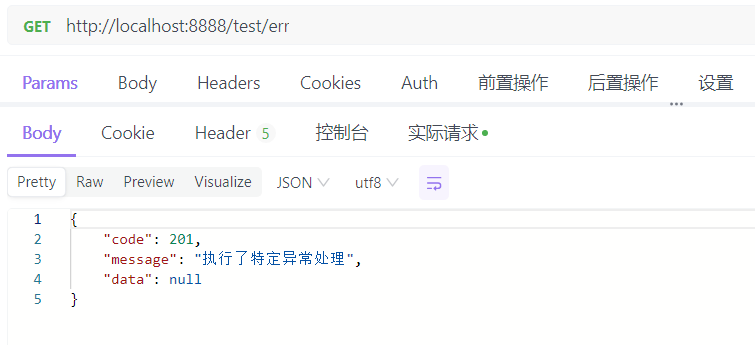 GET http://localhost:8888/test/err
Params Body Headers Cookies Auth 前置操作 后置操作 设置
Body Cookie Header 5 控制台 实际请求
Pretty Raw Preview Visualize JSON utf8
1 {
2 "code": 201,
3 "message": "执行了特定异常处理",
4 "data": null
5 }